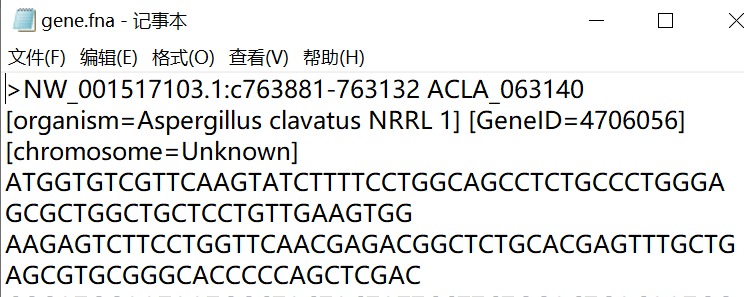 gene.fna - 记事本
文件(F) 编辑(E) 格式(O) 查看(V) 帮助(H)
>NW_001517103.1:c763881-763132 ACLA_063140
[organism=Aspergillus clavatus NRRL 1] [GeneID=4706056]
[chromosome=Unknown]
ATGGTGTCGTTCAAGTATCTTTTCCTGGCAGCCTCTGCCCTGGGA
GCGCTGGCTGCTCCTGTTGAAGTGG
AAGAGTCTTCCTGGTTCAACGAGACGGCTCTGCACGAGTTTGCTG
AGCGTGCGGGCACCCCCAGCTCGAC